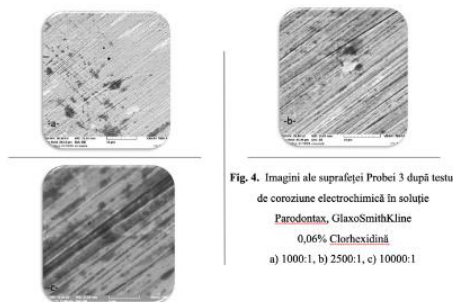 -a-
-b-
-c-
Fig. 4. Imagini ale suprafeței Probei 3 după testu
de coroziune electrochimică în soluție
Parodontax, GlaxoSmithKline
0,06% Clorhexidină
a) 1000:1, b) 2500:1, c) 10000:1